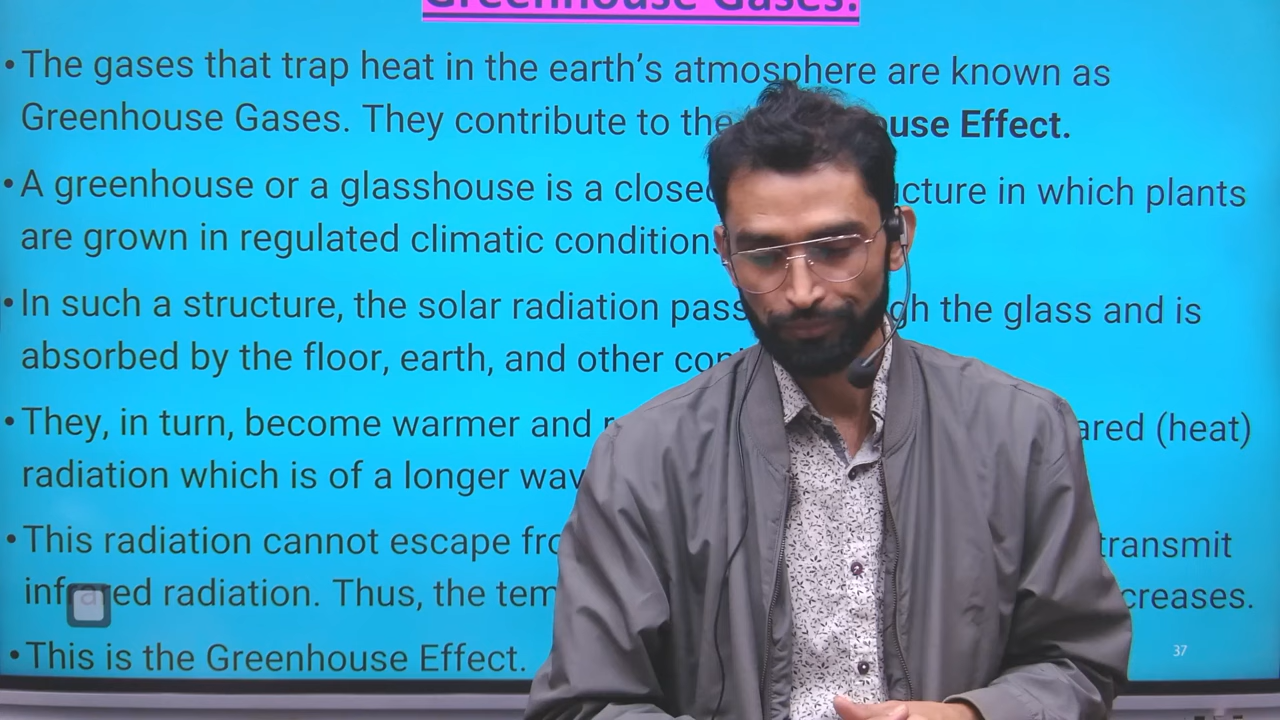 Greenhouse Gases:
• The gases that trap heat in the earth's atmosphere are known as
Greenhouse Gases. They contribute to the use Effect.
• A greenhouse or a glasshouse is a closed ucture in which plants
are grown in regulated climatic conditions
• In such a structure, the solar radiation pass gh the glass and is
absorbed by the floor, earth, and other
• They, in turn, become warmer and ared (heat)
radiation which is of a longer wav
• This radiation cannot escape fro transmit
infrared radiation. Thus, the tem creases.
• This is the Greenhouse Effect.
37